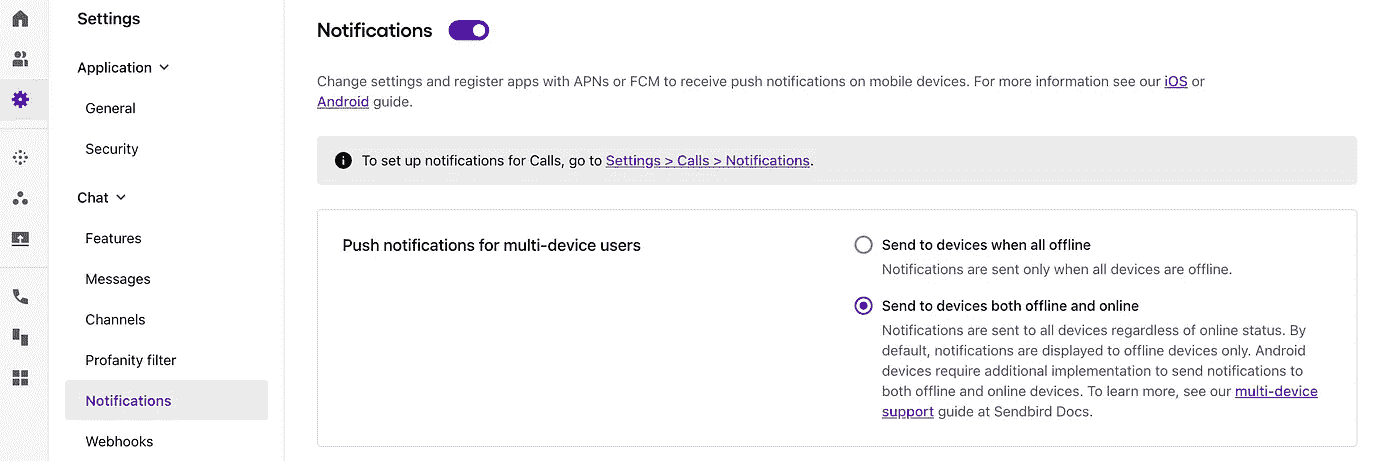 Settings
Application
General
Security
Chat
Features
Messages
Channels
Profanity filter
Notifications
Webhooks
Notifications
Change settings and register apps with APNs or FCM to receive push notifications on mobile devices. For more information see our iOS or
Android guide.
To set up notifications for Calls, go to Settings > Calls > Notifications.
Push notifications for multi-device users
Send to devices when all offline
Notifications are sent only when all devices are offline.
Send to devices both offline and online
Notifications are sent to all devices regardless of online status. By
default, notifications are displayed to offline devices only. Android
devices require additional implementation to send notifications to
both offline and online devices. To learn more, see our multi-device
support guide at Sendbird Docs.